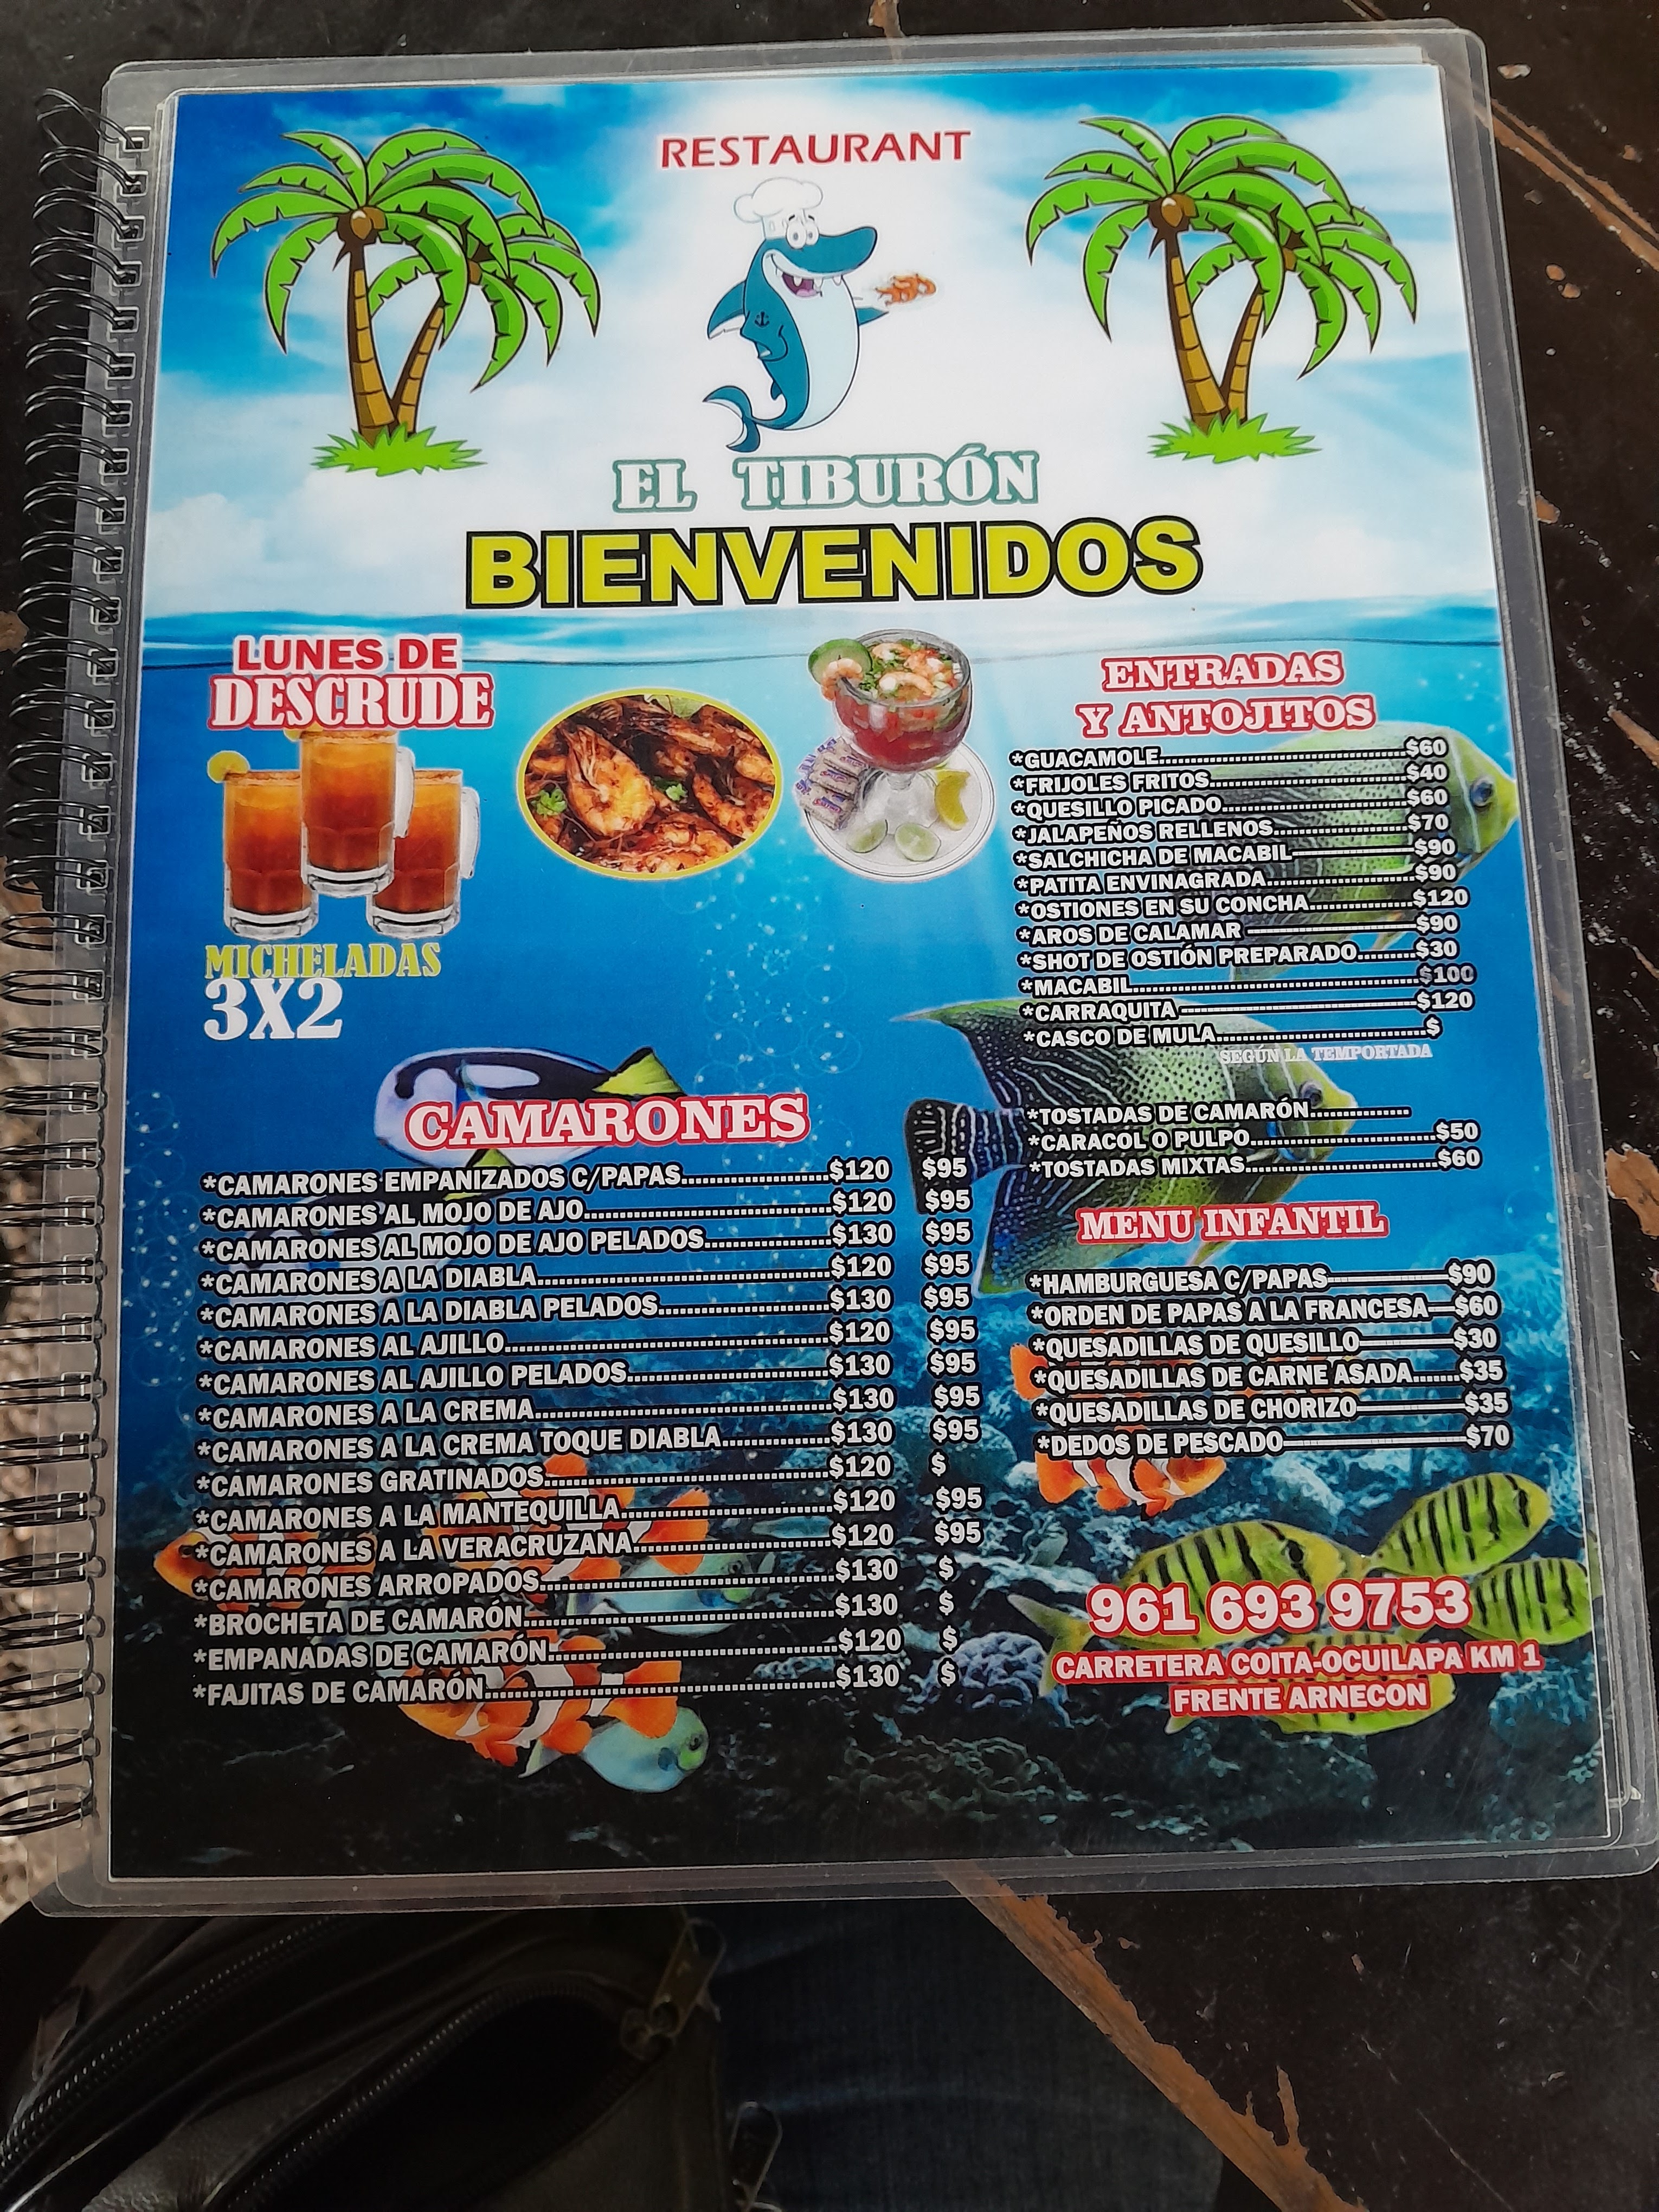 RESTAURANT
EL TIBURÓN
BIENVENIDOS
LUNES DE
DESCRUDE
MICHELADAS
3X2
ENTRADAS
Y ANTOJITOS
*GUACAMOLE $60
*FRIJOLES FRITOS $40
*QUESILLO PICADO $60
*JALAPEÑOS RELLENOS $70
*SALCHICHA DE MACABIL $90
*PATITA ENVINAGRADA $90
*OSTIONES EN SU CONCHA $120
*AROS DE CALAMAR $90
*SHOT DE OSTIÓN PREPARADO $30
*MACABIL $100
*CARRAQUITA $120
*CASCO DE MULA $
SEGÚN LA TEMPORTADA
*TOSTADAS DE CAMARÓN
*CARACOL O PULPO $50
*TOSTADAS MIXTAS $60
CAMARONES
*CAMARONES EMPANIZADOS C/PAPAS $120 $95
*CAMARONES AL MOJO DE AJO $120 $95
*CAMARONES AL MOJO DE AJO PELADOS $130 $95
*CAMARONES A LA DIABLA $120 $95
*CAMARONES A LA DIABLA PELADOS $130 $95
*CAMARONES AL AJILLO $120 $95
*CAMARONES AL AJILLO PELADOS $130 $95
*CAMARONES A LA CREMA $130 $95
*CAMARONES A LA CREMA TOQUE DIABLA $130 $95
*CAMARONES GRATINADOS $120 $
*CAMARONES A LA MANTEQUILLA $120 $95
*CAMARONES A LA VERACRUZANA $120 $95
*CAMARONES ARROPADOS $130 $
*BROCHETA DE CAMARÓN $130 $
*EMPANADAS DE CAMARÓN $120 $
*FAJITAS DE CAMARÓN $130 $
MENU INFANTIL
*HAMBURGUESA C/PAPAS $90
*ORDEN DE PAPAS A LA FRANCESA $60
*QUESADILLAS DE QUESILLO $30
*QUESADILLAS DE CARNE ASADA $35
*QUESADILLAS DE CHORIZO $35
*DEDOS DE PESCADO $70
961 693 9753
CARRETERA COITA-OCUILAPA KM 1
FRENTE ARNECON